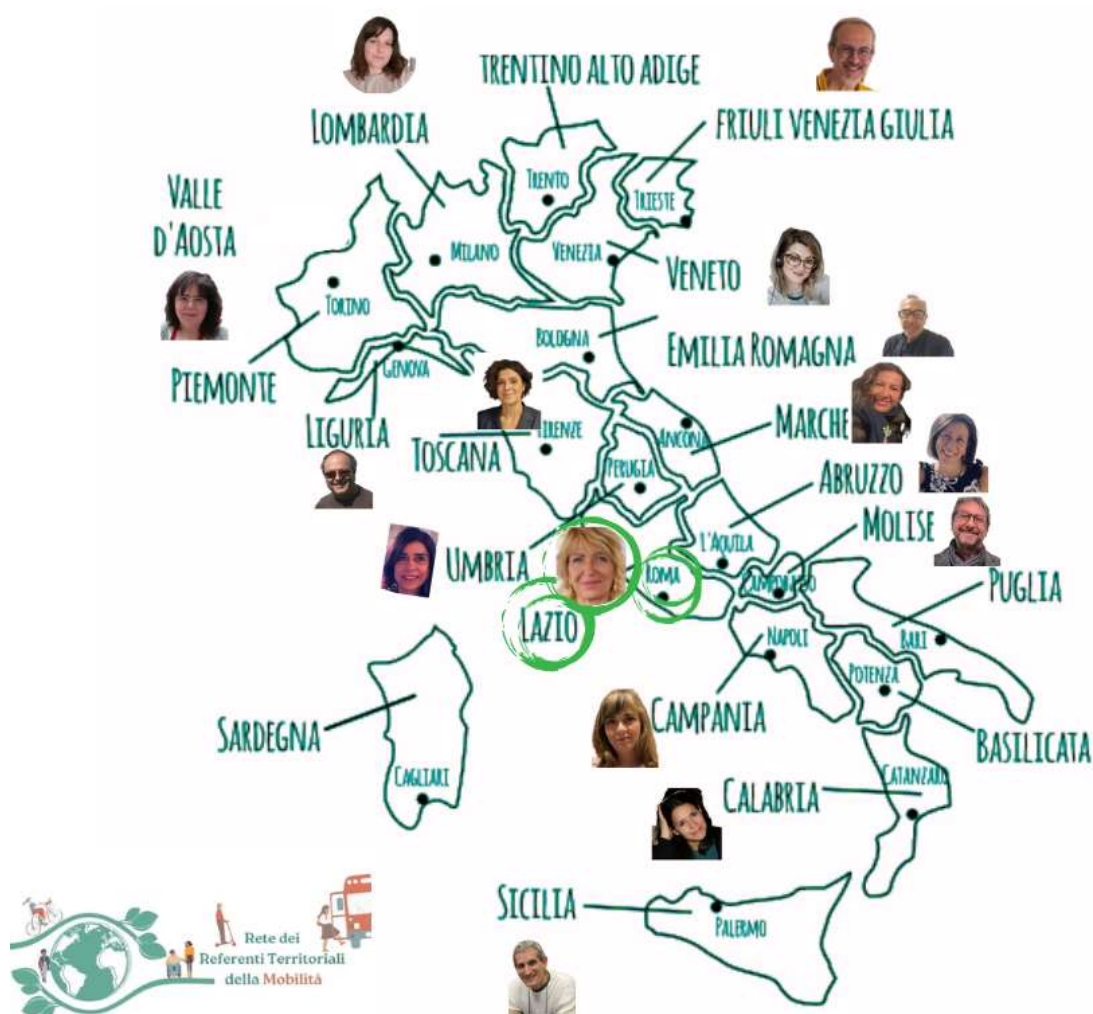 TRENTINO ALTO ADIGE
LOMBARDIA
FRIULI VENEZIA GIULIA
TRENTO
TRIESTE
VALLE
D'AOSTA
MILANO
VENEZIA
VENETO
TORINO
BOLOGNA
EMILIA ROMAGNA
GENOVA
PIEMONTE
LIGURIA
TOSCANA
FIRENZE
ANCONA
MARCHE
PERUGIA
ABRUZZO
MOLISE
L'AQUILA
UMBRIA
ROMA
CAMPOBASSO
PUGLIA
LAZIO
NAPOLI
BARI
POTENZA
SARDEGNA
CAMPANIA
BASILICATA
CAGLIARI
CATANZARO
CALABRIA
SICILIA
PALERMO
Rete dei
Referenti Territoriali
della Mobilità